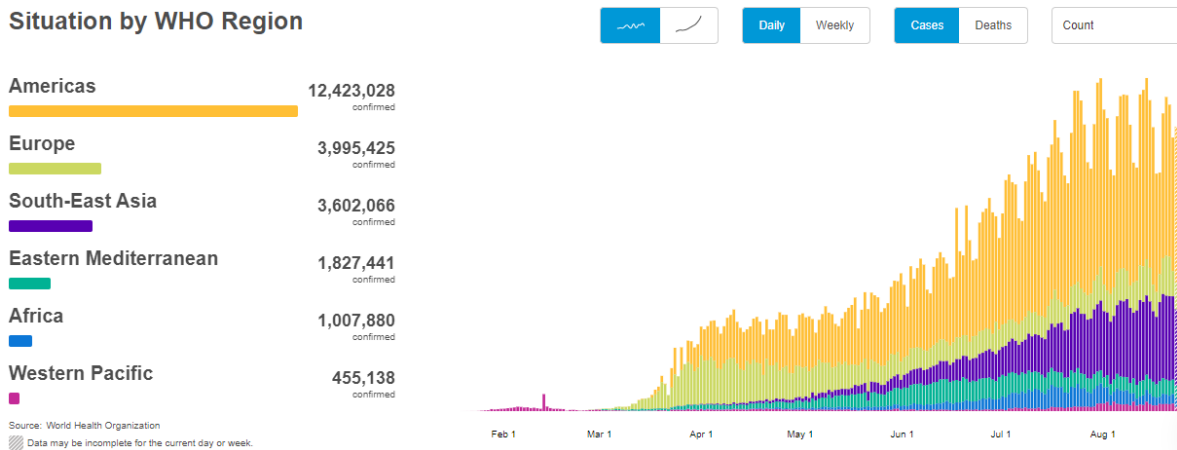 Situation by WHO Region
Daily
Weekly
Cases
Deaths
Count
Americas
12,423,028
confirmed
Europe
3,995,425
confirmed
South-East Asia
3,602,066
confirmed
Eastern Mediterranean
1,827,441
confirmed
Africa
1,007,880
confirmed
Western Pacific
455,138
confirmed
Source: World Health Organization
Data may be incomplete for the current day or week.
Feb 1 Mar 1 Apr 1 May 1 Jun 1 Jul 1 Aug 1